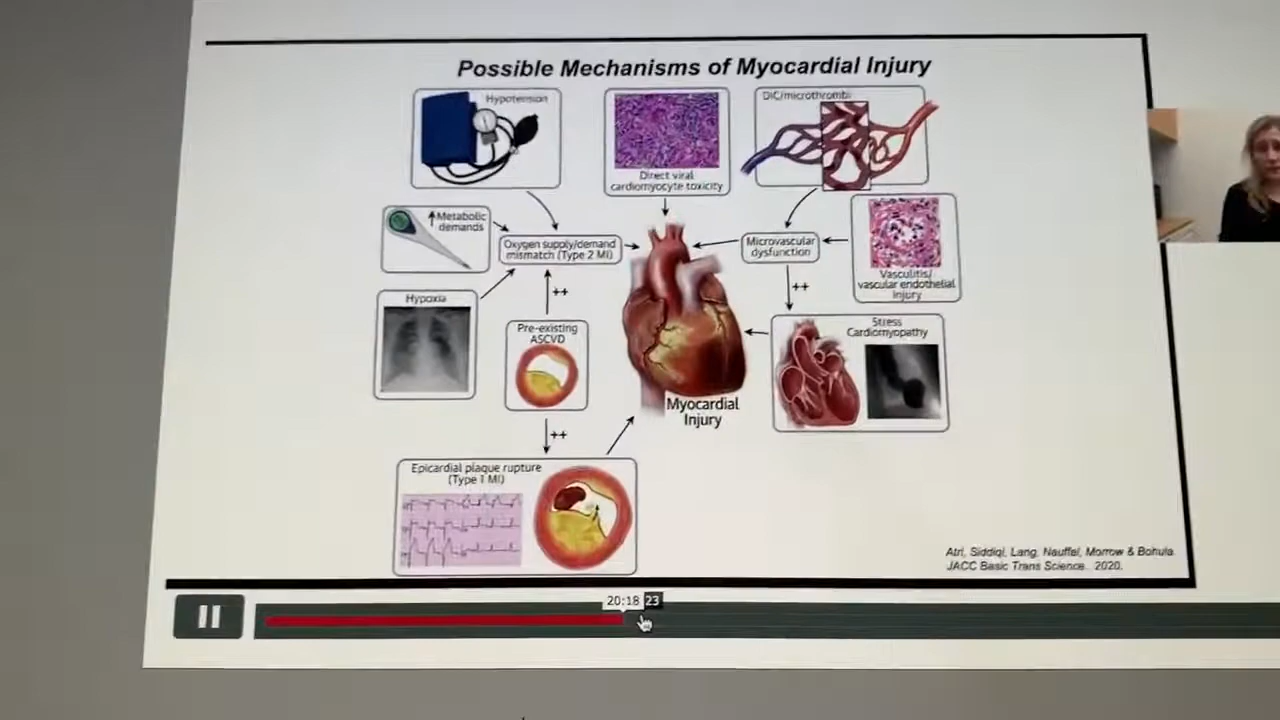 Possible Mechanisms of Myocardial Injury
Hypotension
Direct viral
cardiomyocyte toxicity
DIC/microthrombi
↑Metabolic
demands
Oxygen supply/demand
mismatch (Type 2 MI)
Microvascular
dysfunction
Vasculitis/
vascular endothelial
injury
Hypoxia
++
++
Pre-existing
ASCVD
Stress
Cardiomyopathy
Myocardial
Injury
++
Epicardial plaque rupture
(Type 1 MI)
Atri, Siddiqi, Lang, Nauffal, Morrow & Bohula.
JACC Basic Trans Science. 2020.
20:18 23